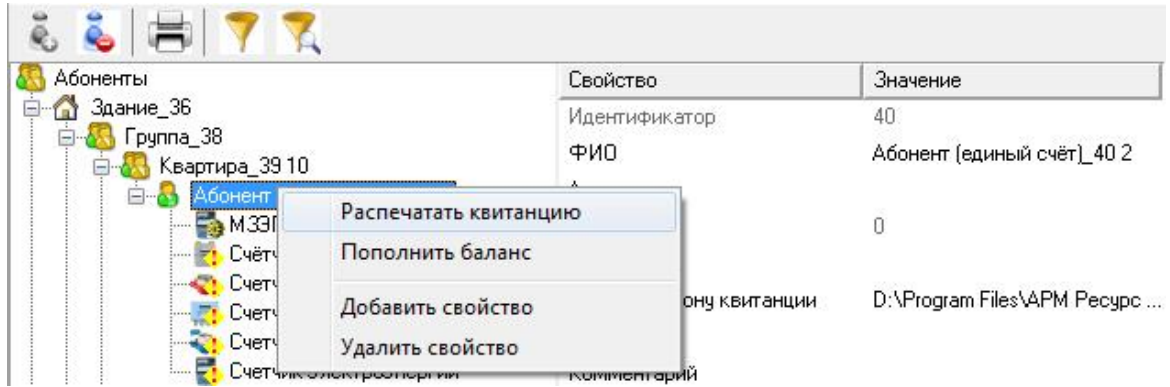 Абоненты
Свойство Значение
Здание_36
Идентификатор 40
Группа_38
ФИО Абонент (единый счёт)_40 2
Квартира_39 10
Абонент
Распечатать квитанцию
0
Пополнить баланс
Добавить свойство
квитанции D:\Program Files\АРМ Ресурс ...
Удалить свойство
Счетчик электроэнергии Комментарий